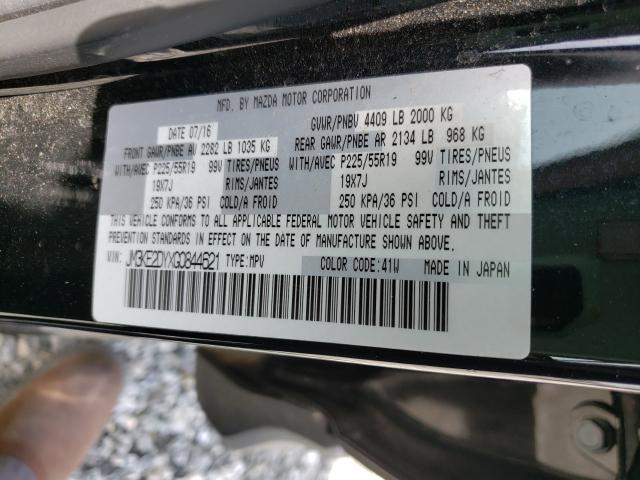 MFD. BY MAZDA MOTOR CORPORATION
DATE 07/16 GVWR/PNBV 4409 LB 2000 KG
FRONT GAWR/PNBE AV 2282 LB 1035 KG REAR GAWR/PNBE AR 2134 LB 968 KG
WITH/AVEC P225/55R19 99V TIRES/PNEUS WITH/AVEC P225/55R19 99V TIRES/PNEUS
19X7J RIMS/JANTES 19X7J RIMS/JANTES
250 KPA/36 PSI COLD/A FROID 250 KPA/36 PSI COLD/A FROID
THIS VEHICLE CONFORMS TO ALL APPLICABLE FEDERAL MOTOR VEHICLE SAFETY AND THEFT
PREVENTION STANDARDS IN EFFECT ON THE DATE OF MANUFACTURE SHOWN ABOVE.
VIN: JM3KE2DYXG0844521 TYPE:MPV COLOR CODE:41W MADE IN JAPAN